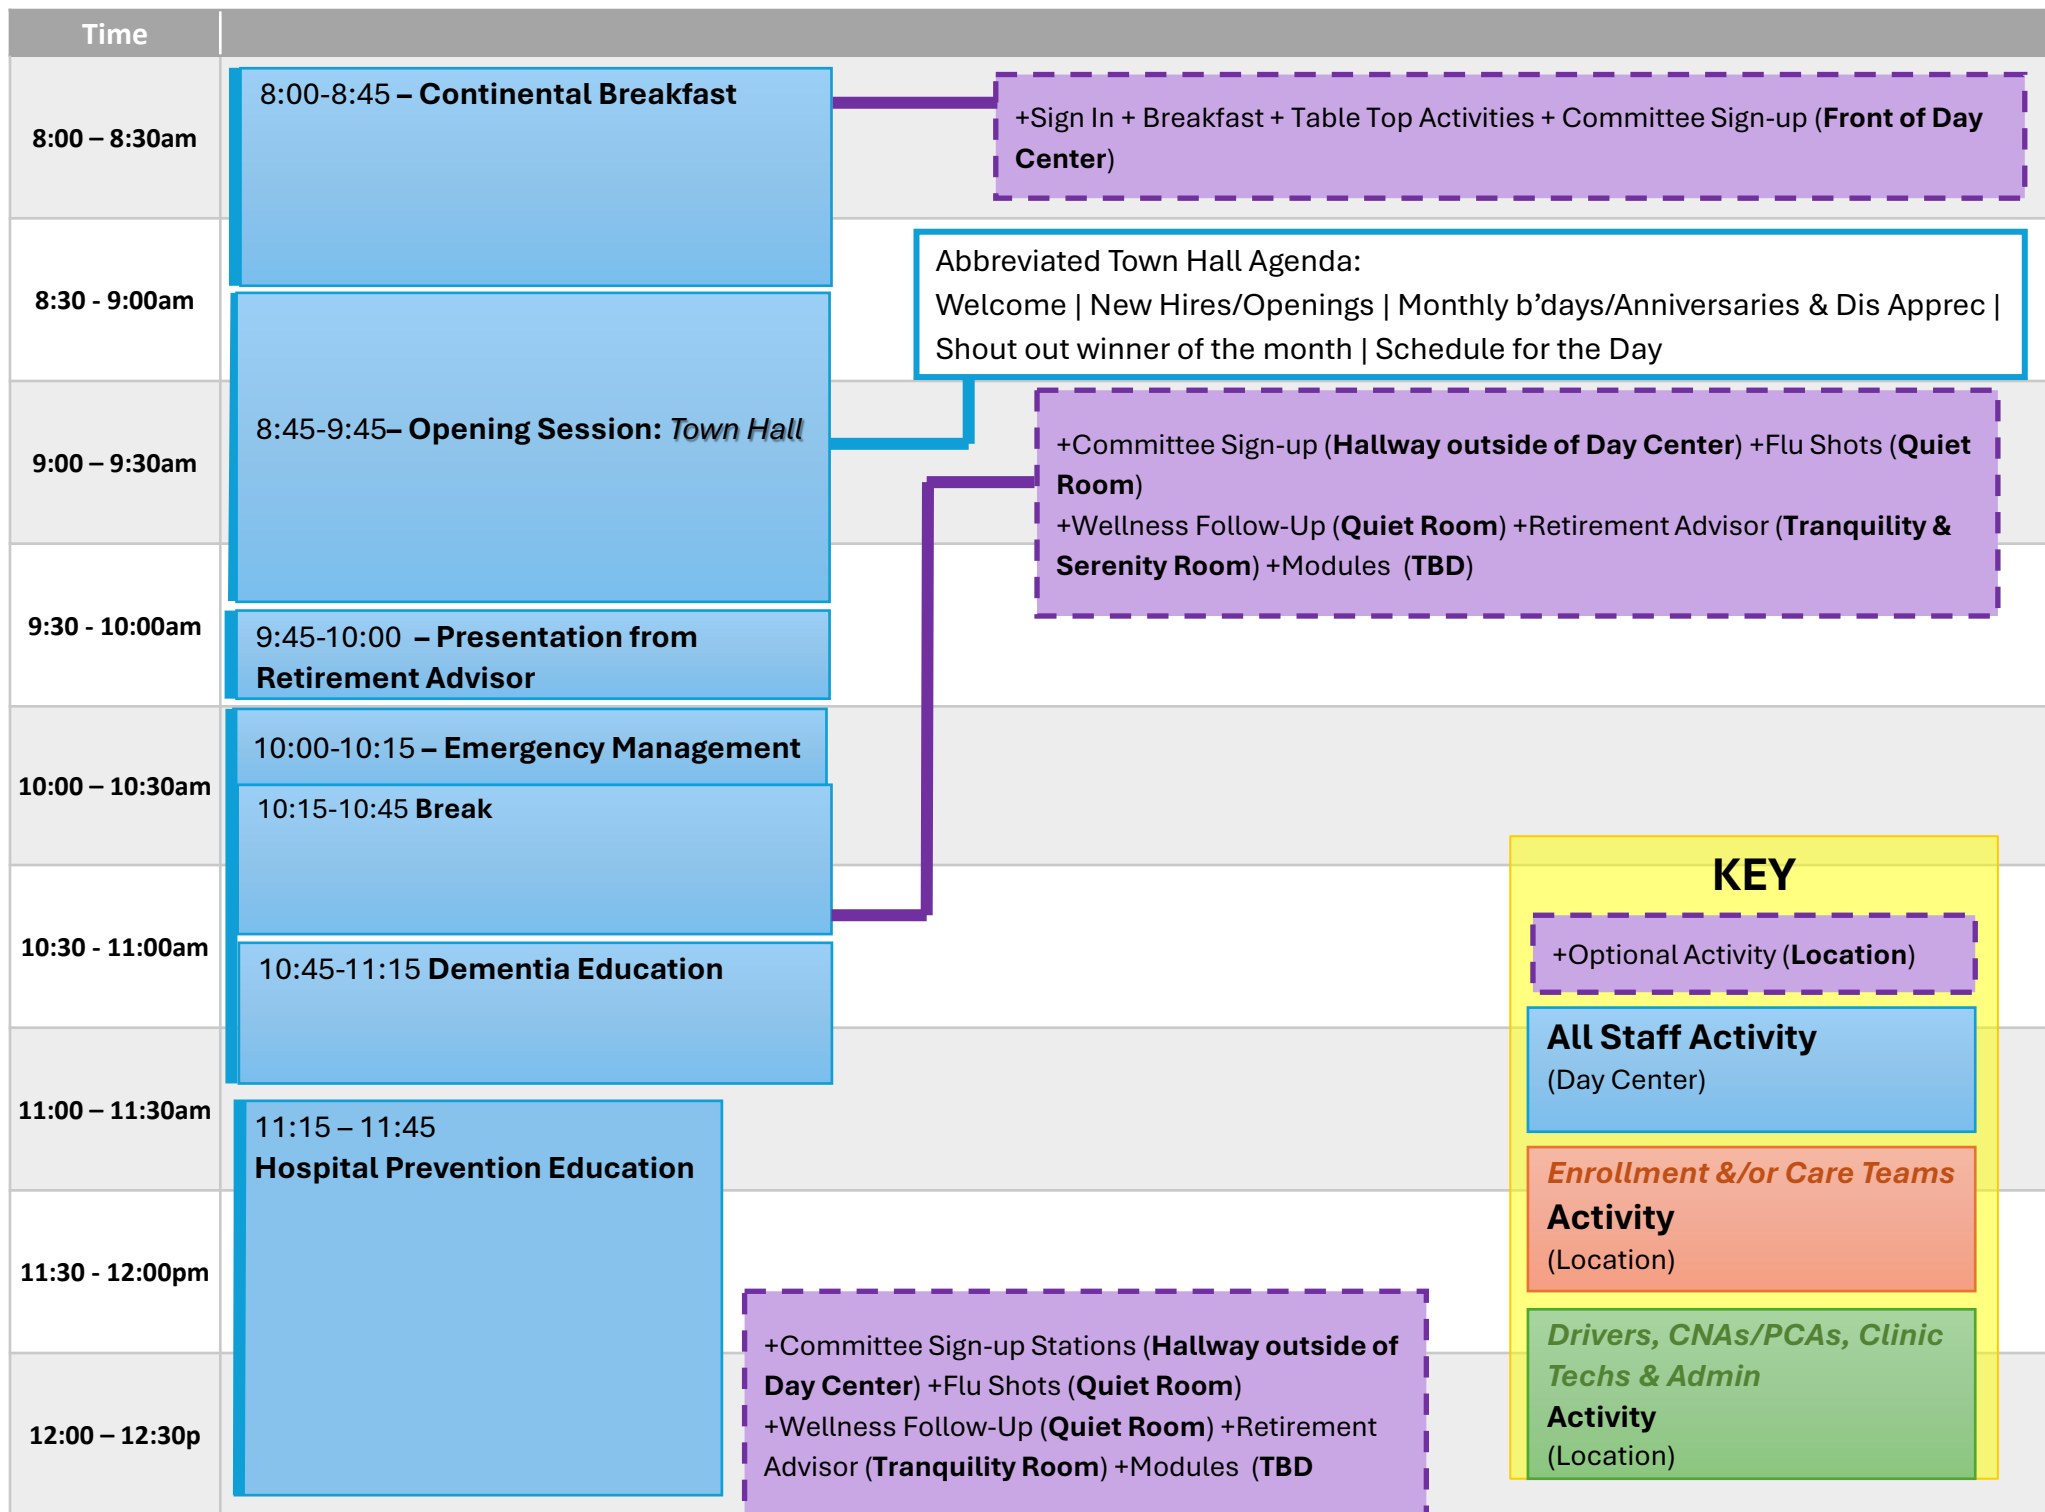 Time
8:00 – 8:30am
8:00-8:45 – Continental Breakfast
+Sign In + Breakfast + Table Top Activities + Committee Sign-up (Front of Day
Center)
8:30 - 9:00am
Abbreviated Town Hall Agenda:
Welcome | New Hires/Openings | Monthly b’days/Anniversaries & Dis Apprec |
Shout out winner of the month | Schedule for the Day
9:00 – 9:30am
8:45-9:45– Opening Session: Town Hall
+Committee Sign-up (Hallway outside of Day Center) +Flu Shots (Quiet
Room)
+Wellness Follow-Up (Quiet Room) +Retirement Advisor (Tranquility &
Serenity Room) +Modules (TBD)
9:30 - 10:00am
9:45-10:00 – Presentation from
Retirement Advisor
10:00 – 10:30am
10:00-10:15 – Emergency Management
10:15-10:45 Break
10:30 - 11:00am
10:45-11:15 Dementia Education
11:00 – 11:30am
11:15 – 11:45
Hospital Prevention Education
11:30 - 12:00pm
12:00 – 12:30p
+Committee Sign-up Stations (Hallway outside of
Day Center) +Flu Shots (Quiet Room)
+Wellness Follow-Up (Quiet Room) +Retirement
Advisor (Tranquility Room) +Modules (TBD
KEY
+Optional Activity (Location)
All Staff Activity
(Day Center)
Enrollment &/or Care Teams
Activity
(Location)
Drivers, CNAs/PCAs, Clinic
Techs & Admin
Activity
(Location)